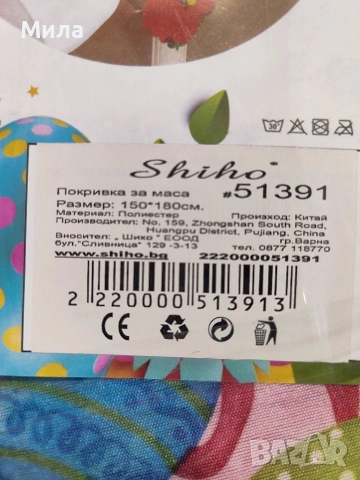 Мила
30°
Shiho®
Покривка за маса #51391
Размер: 150*180см.
Материал: Полиестер Произход: Китай
Производител: No. 159, Zhongshan South Road,
Huangpu District, Pujiang, China
Вносител: „Шихо" ЕООД гр.Варна
бул."Сливница" 129 -3-13 тел. 0877 118770
www.shiho.bg 222000051391
2 220000 513913
CE
BAZAR